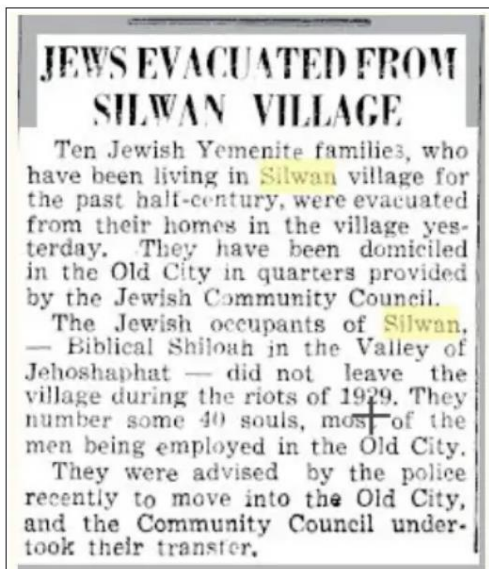 JEWS EVACUATED FROM
SILWAN VILLAGE
Ten Jewish Yemenite families, who
have been living in Silwan village for
the past half-century, were evacuated
from their homes in the village yes-
terday. They have been domiciled
in the Old City in quarters provided
by the Jewish Community Council.
The Jewish occupants of Silwan,
— Biblical Shiloah in the Valley of
Jehoshaphat — did not leave the
village during the riots of 1929. They
number some 40 souls, most of the
men being employed in the Old City.
They were advised by the police
recently to move into the Old City,
and the Community Council under-
took their transfer.